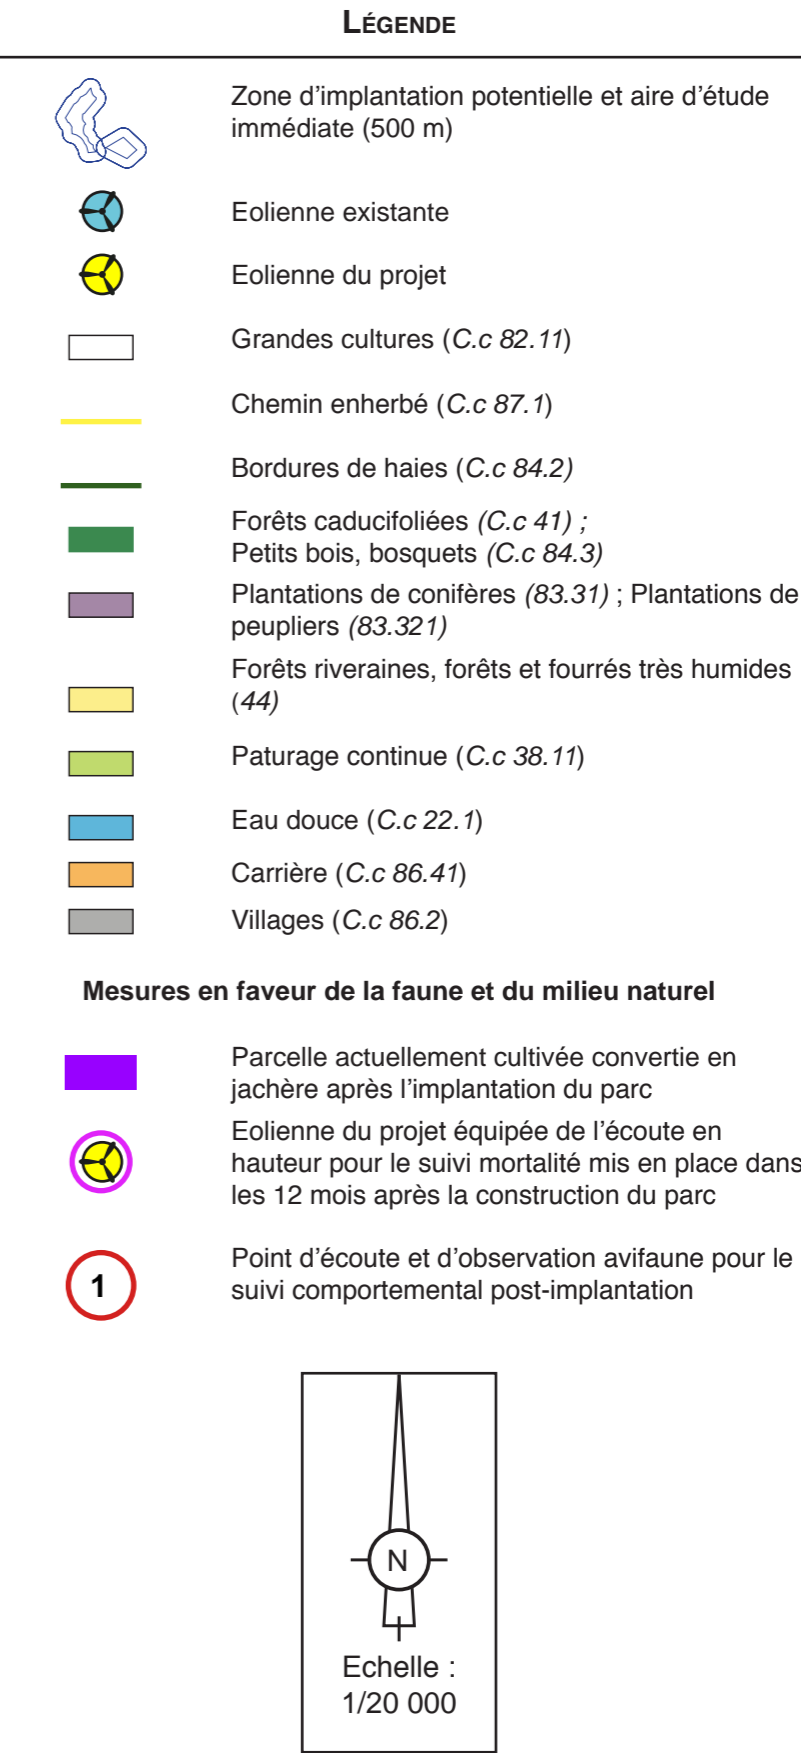 LÉGENDE
Zone d’implantation potentielle et aire d’étude
immédiate (500 m)
Eolienne existante
Eolienne du projet
Grandes cultures (C.c 82.11)
Chemin enherbé (C.c 87.1)
Bordures de haies (C.c 84.2)
Forêts caducifoliées (C.c 41) ;
Petits bois, bosquets (C.c 84.3)
Plantations de conifères (83.31) ; Plantations de
peupliers (83.321)
Forêts riveraines, forêts et fourrés très humides
(44)
Paturage continue (C.c 38.11)
Eau douce (C.c 22.1)
Carrière (C.c 86.41)
Villages (C.c 86.2)
Mesures en faveur de la faune et du milieu naturel
Parcelle actuellement cultivée convertie en
jachère après l’implantation du parc
Eolienne du projet équipée de l’écoute en
hauteur pour le suivi mortalité mis en place dans
les 12 mois après la construction du parc
1
Point d’écoute et d’observation avifaune pour le
suivi comportemental post-implantation
N
Echelle :
1/20 000